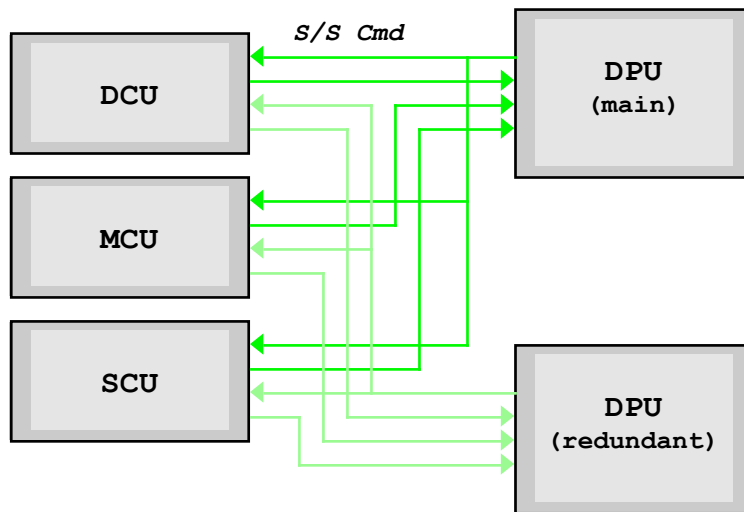 S/S Cmd
DCU
DPU
(main)
MCU
SCU
DPU
(redundant)